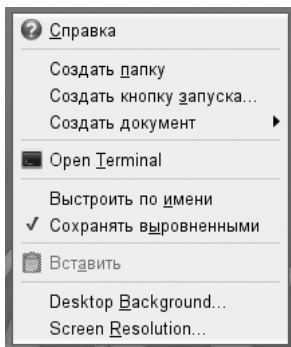 Справка
Создать папку
Создать кнопку запуска...
Создать документ
Open Terminal
Выстроить по имени
Сохранять выровненными
Вставить
Desktop Background...
Screen Resolution...